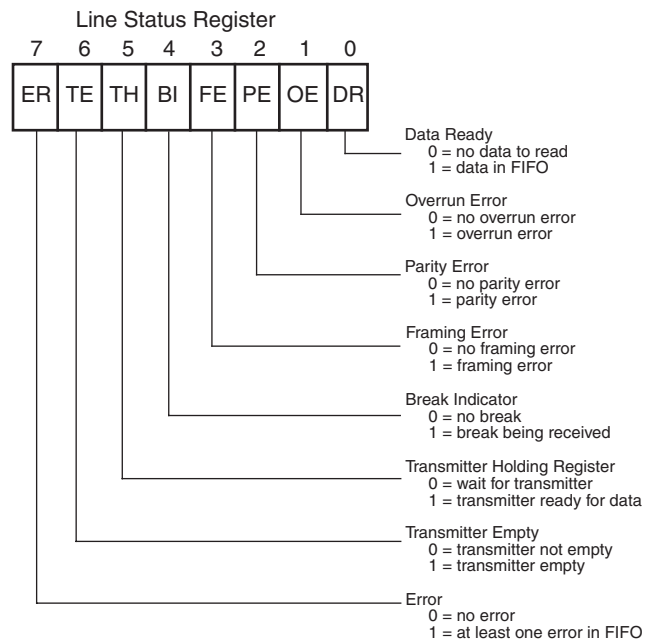 Line Status Register
7 6 5 4 3 2 1 0
ER TE TH BI FE PE OE DR
Data Ready
0 = no data to read
1 = data in FIFO
Overrun Error
0 = no overrun error
1 = overrun error
Parity Error
0 = no parity error
1 = parity error
Framing Error
0 = no framing error
1 = framing error
Break Indicator
0 = no break
1 = break being received
Transmitter Holding Register
0 = wait for transmitter
1 = transmitter ready for data
Transmitter Empty
0 = transmitter not empty
1 = transmitter empty
Error
0 = no error
1 = at least one error in FIFO